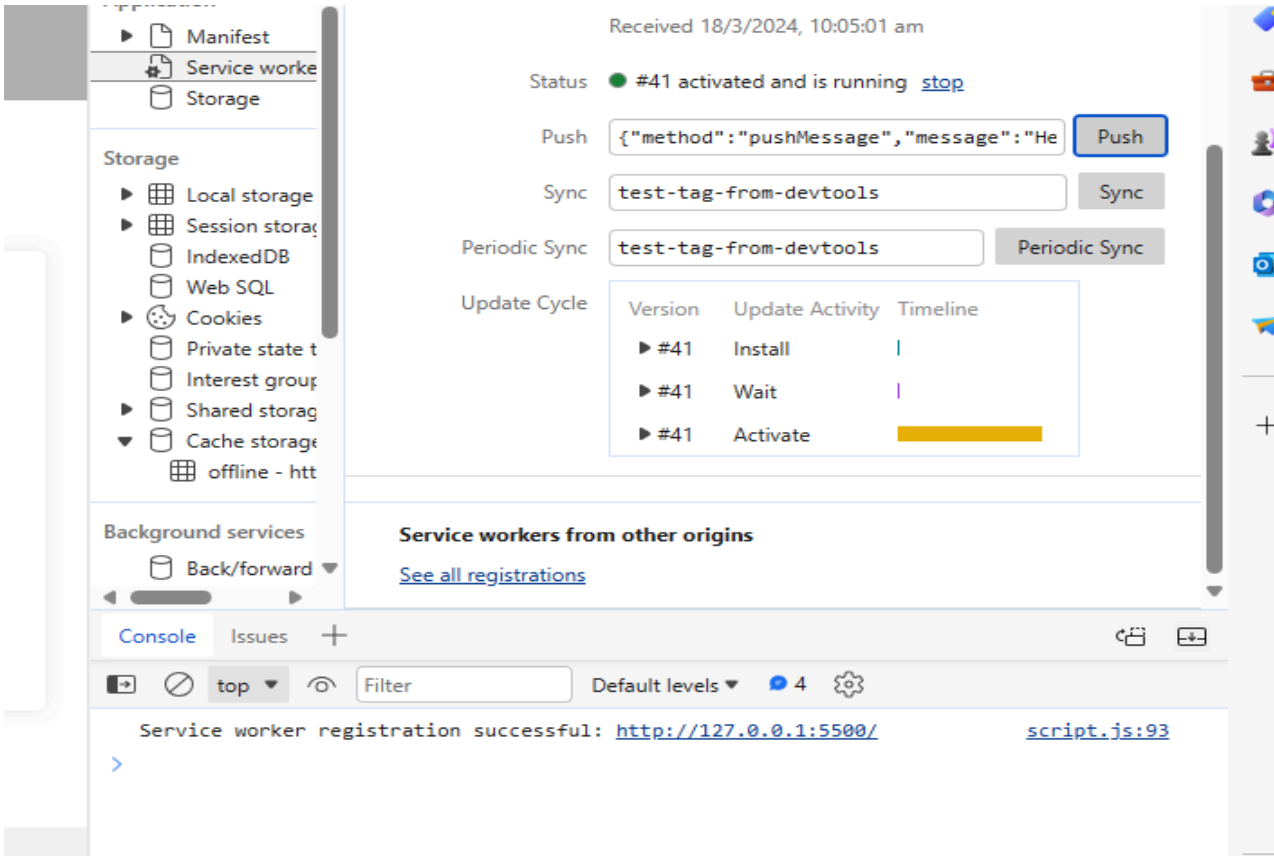 Manifest
Service worke
Storage
Storage
Local storage
Session storag
IndexedDB
Web SQL
Cookies
Private state t
Interest group
Shared storag
Cache storage
offline - htt
Background services
Back/forward
Received 18/3/2024, 10:05:01 am
Status #41 activated and is running stop
Push {"method":"pushMessage","message":"He Push
Sync test-tag-from-devtools Sync
Periodic Sync test-tag-from-devtools Periodic Sync
Update Cycle
Version Update Activity Timeline
#41 Install
#41 Wait
#41 Activate
Service workers from other origins
See all registrations
Console Issues
top Filter Default levels 4
Service worker registration successful: http://127.0.0.1:5500/ script.js:93